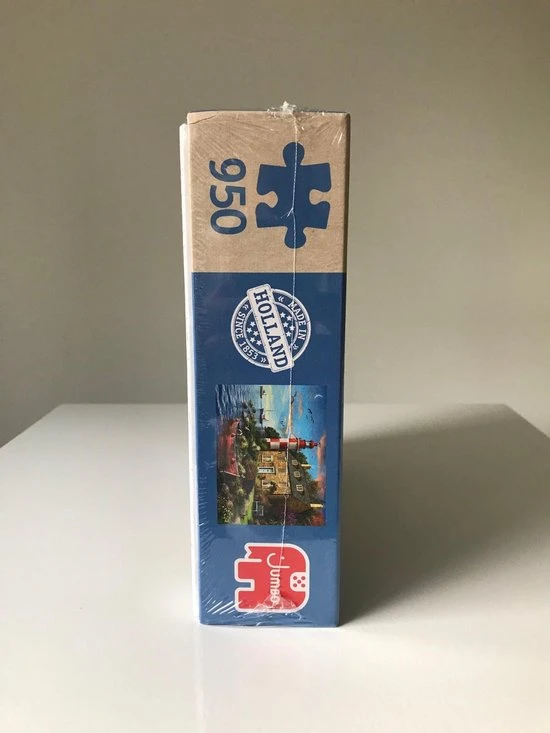 950
MADE IN
HOLLAND
SINCE 1853
Jumbo